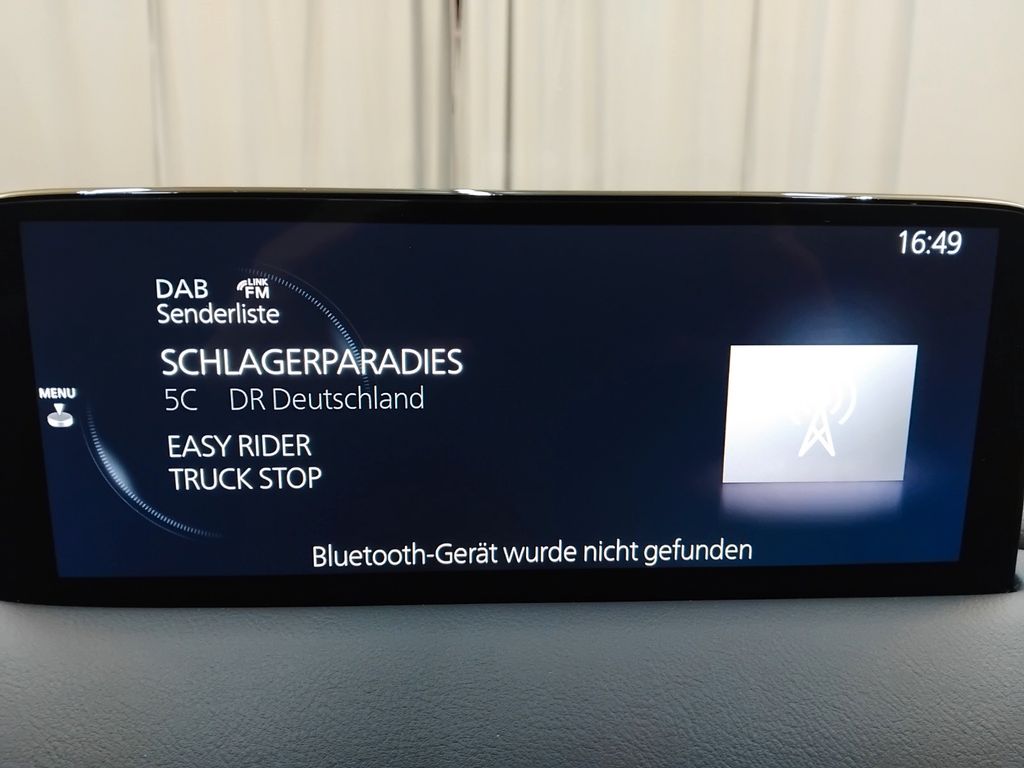 16:49
DAB LINK FM
Senderliste
SCHLAGERPARADIES
MENU
5C DR Deutschland
EASY RIDER
TRUCK STOP
Bluetooth-Gerät wurde nicht gefunden